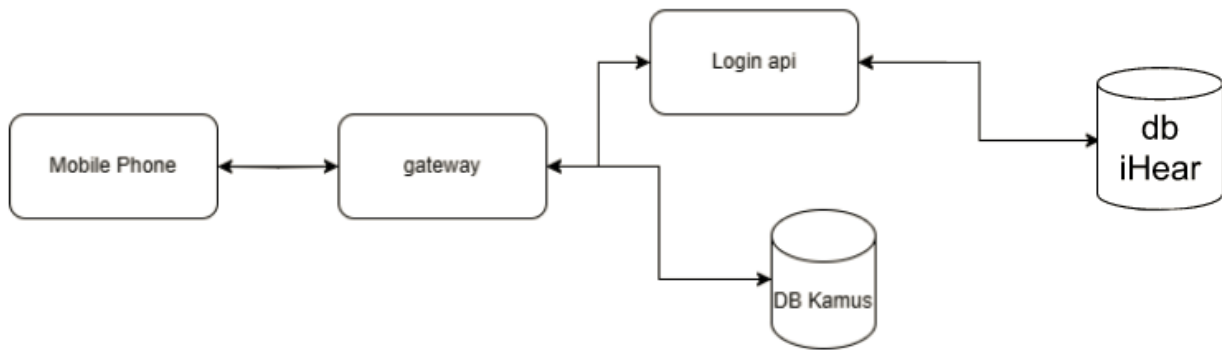 Login api
db
iHear
Mobile Phone
gateway
DB Kamus